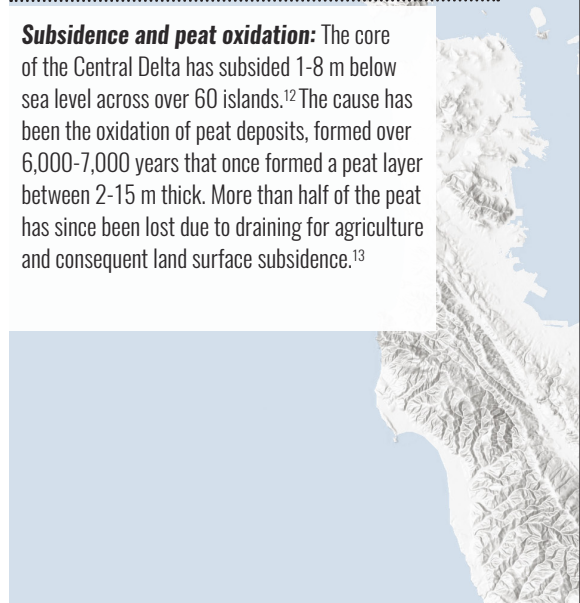 Subsidence and peat oxidation: The core
of the Central Delta has subsided 1-8 m below
sea level across over 60 islands.12 The cause has
been the oxidation of peat deposits, formed over
6,000-7,000 years that once formed a peat layer
between 2-15 m thick. More than half of the peat
has since been lost due to draining for agriculture
and consequent land surface subsidence.13